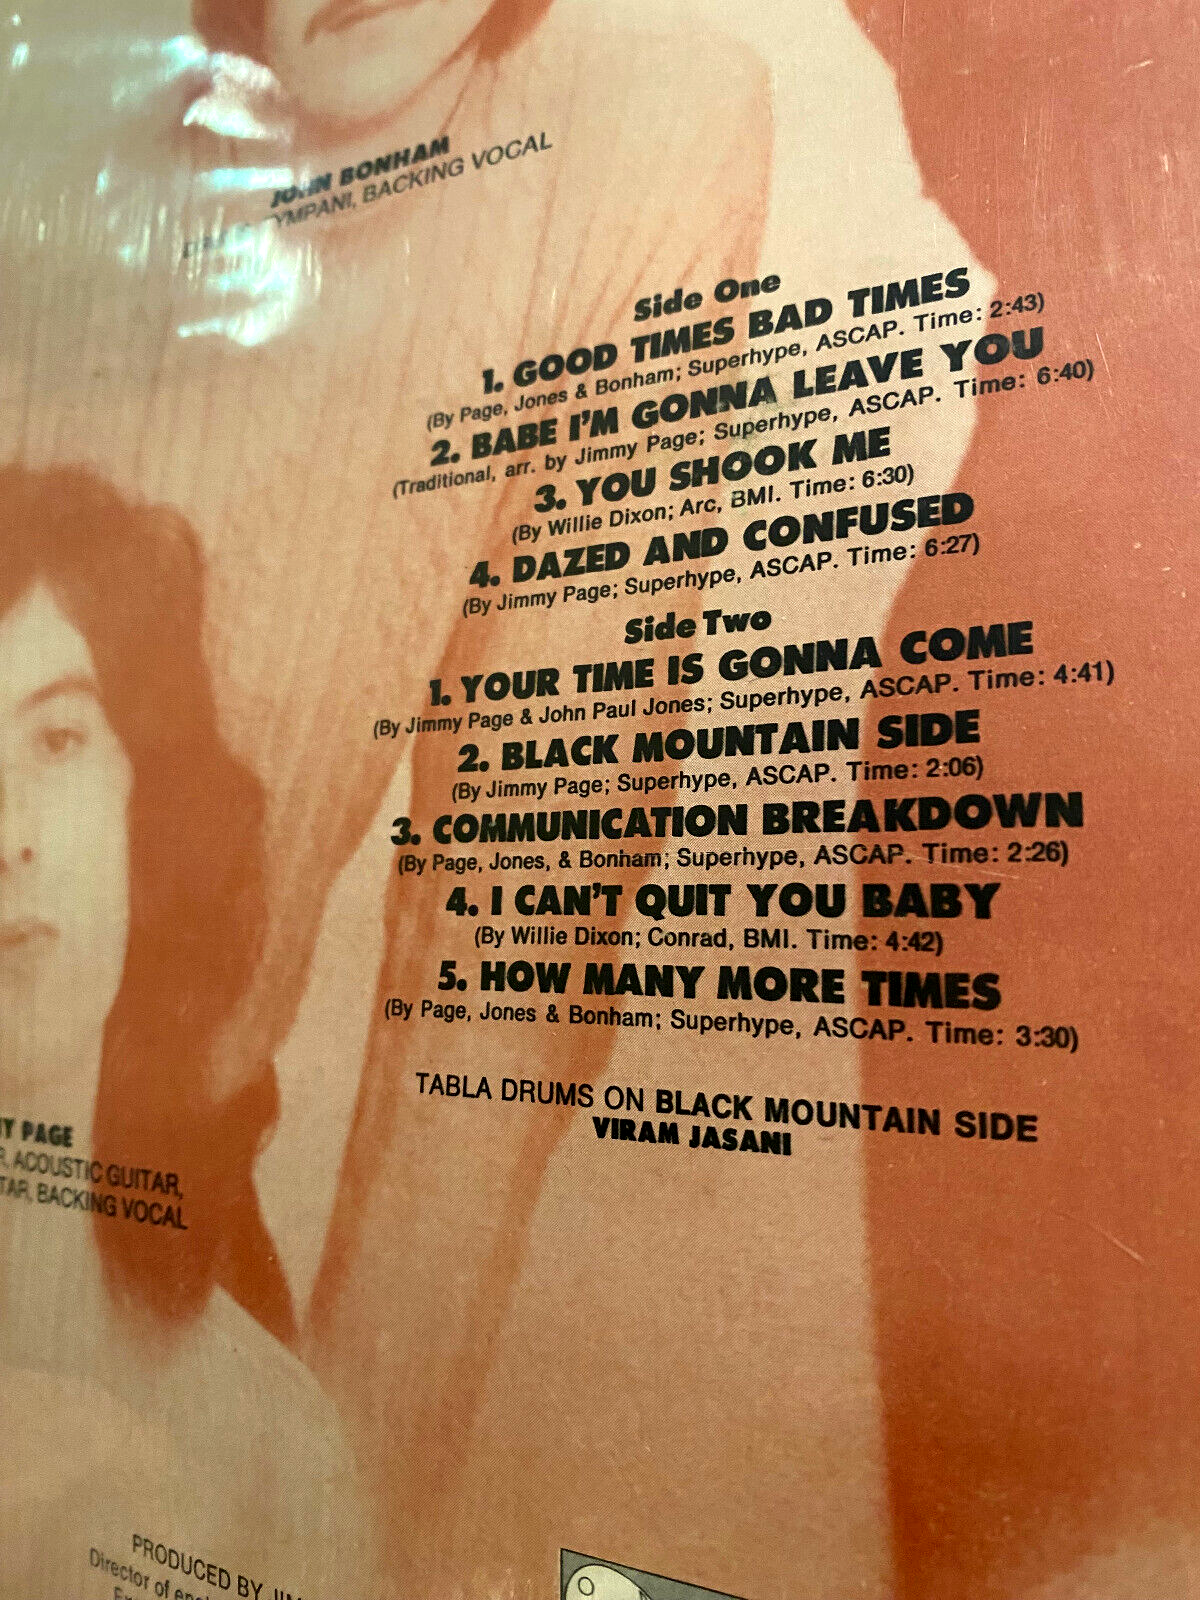 JOHN BONHAM
TYMPANI, BACKING VOCAL
Side One
1. GOOD TIMES BAD TIMES
(By Page, Jones & Bonham; Superhype, ASCAP. Time: 2:43)
2. BABE I'M GONNA LEAVE YOU
(Traditional, arr. by Jimmy Page; Superhype, ASCAP. Time: 6:40)
3. YOU SHOOK ME
(By Willie Dixon; Arc, BMI. Time: 6:30)
4. DAZED AND CONFUSED
(By Jimmy Page; Superhype, ASCAP. Time: 6:27)
Side Two
1. YOUR TIME IS GONNA COME
(By Jimmy Page & John Paul Jones; Superhype, ASCAP. Time: 4:41)
2. BLACK MOUNTAIN SIDE
(By Jimmy Page; Superhype, ASCAP. Time: 2:06)
3. COMMUNICATION BREAKDOWN
(By Page, Jones, & Bonham; Superhype, ASCAP. Time: 2:26)
4. I CAN'T QUIT YOU BABY
(By Willie Dixon; Conrad, BMI. Time: 4:42)
5. HOW MANY MORE TIMES
(By Page, Jones & Bonham; Superhype, ASCAP. Time: 3:30)
TABLA DRUMS ON BLACK MOUNTAIN SIDE
VIRAM JASANI
Y PAGE
R, ACOUSTIC GUITAR,
TAR, BACKING VOCAL
PRODUCED BY JIM
Director of